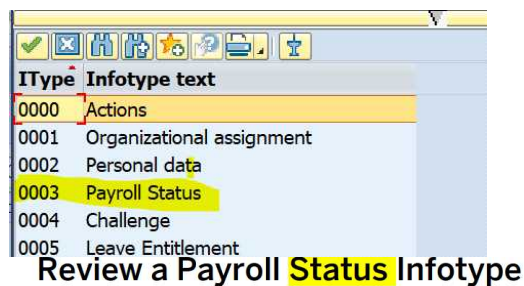 IType Infotype text
0000 Actions
0001 Organizational assignment
0002 Personal data
0003 Payroll Status
0004 Challenge
0005 Leave Entitlement
Review a Payroll Status Infotype